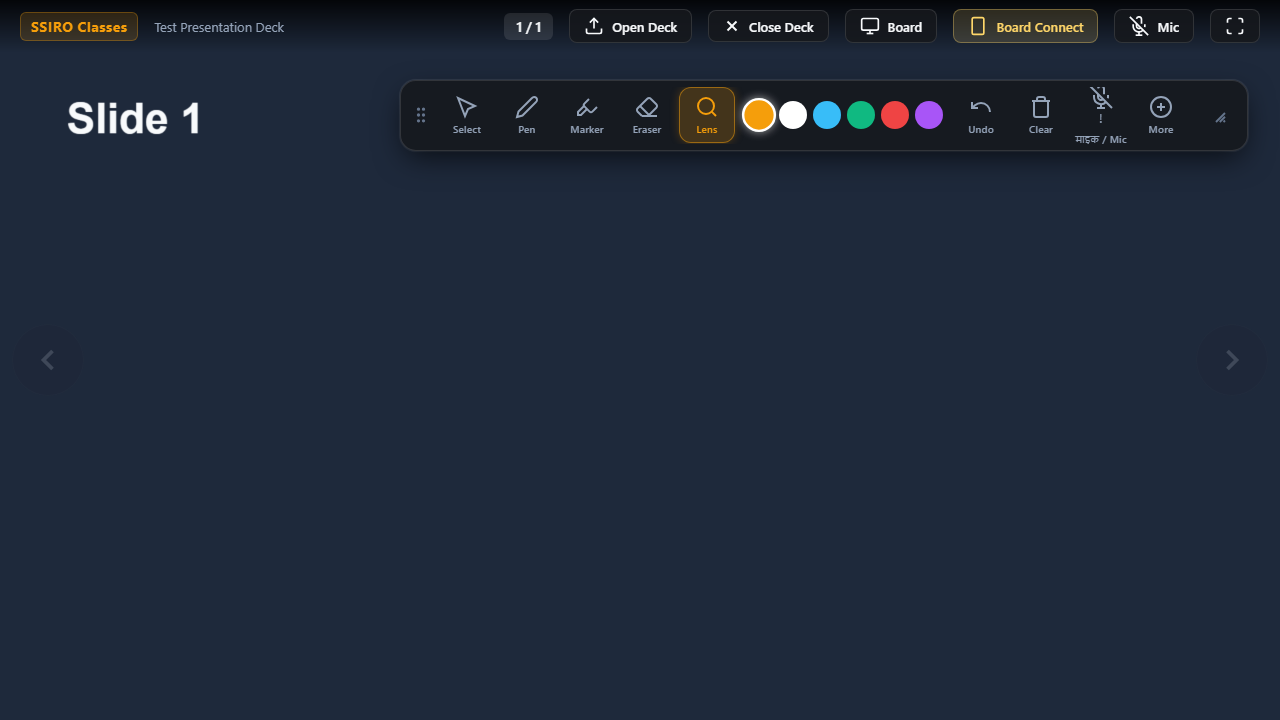 SSIRO Classes
Test Presentation Deck
1 / 1
Open Deck
Close Deck
Board
Board Connect
Mic
Slide 1
Select
Pen
Marker
Eraser
Lens
Undo
Clear
!
माइक / Mic
More